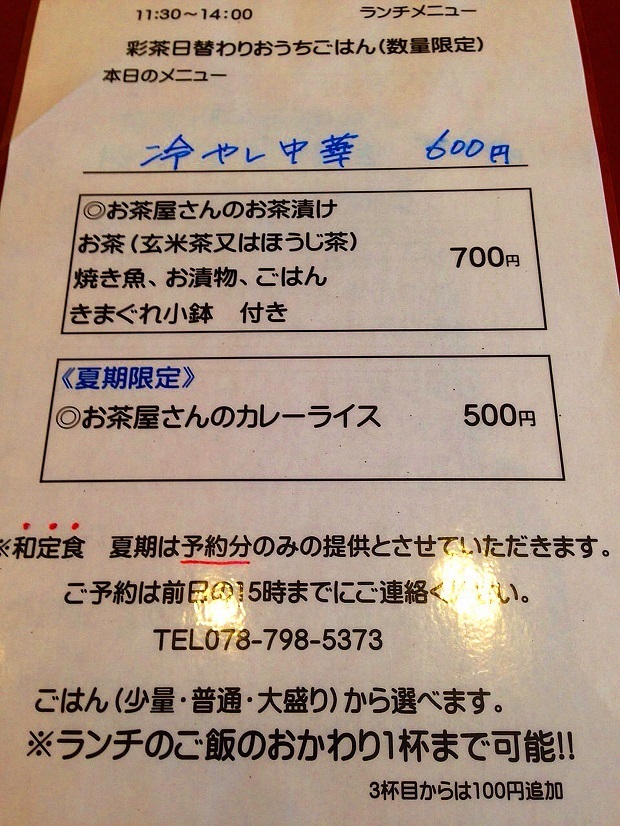 11:30~14:00 ランチメニュー
彩茶日替わりおうちごはん(数量限定)
本日のメニュー
冷やし中華 600円
◎お茶屋さんのお茶漬け
お茶(玄米茶又はほうじ茶)
焼き魚、お漬物、ごはん
きまぐれ小鉢 付き
700円
《夏期限定》
◎お茶屋さんのカレーライス 500円
※和定食 夏期は予約分のみの提供とさせていただきます。
ご予約は前日の15時までにご連絡ください。
TEL078-798-5373
ごはん(少量・普通・大盛り)から選べます。
※ランチのご飯のおかわり1杯まで可能!!
3杯目からは100円追加